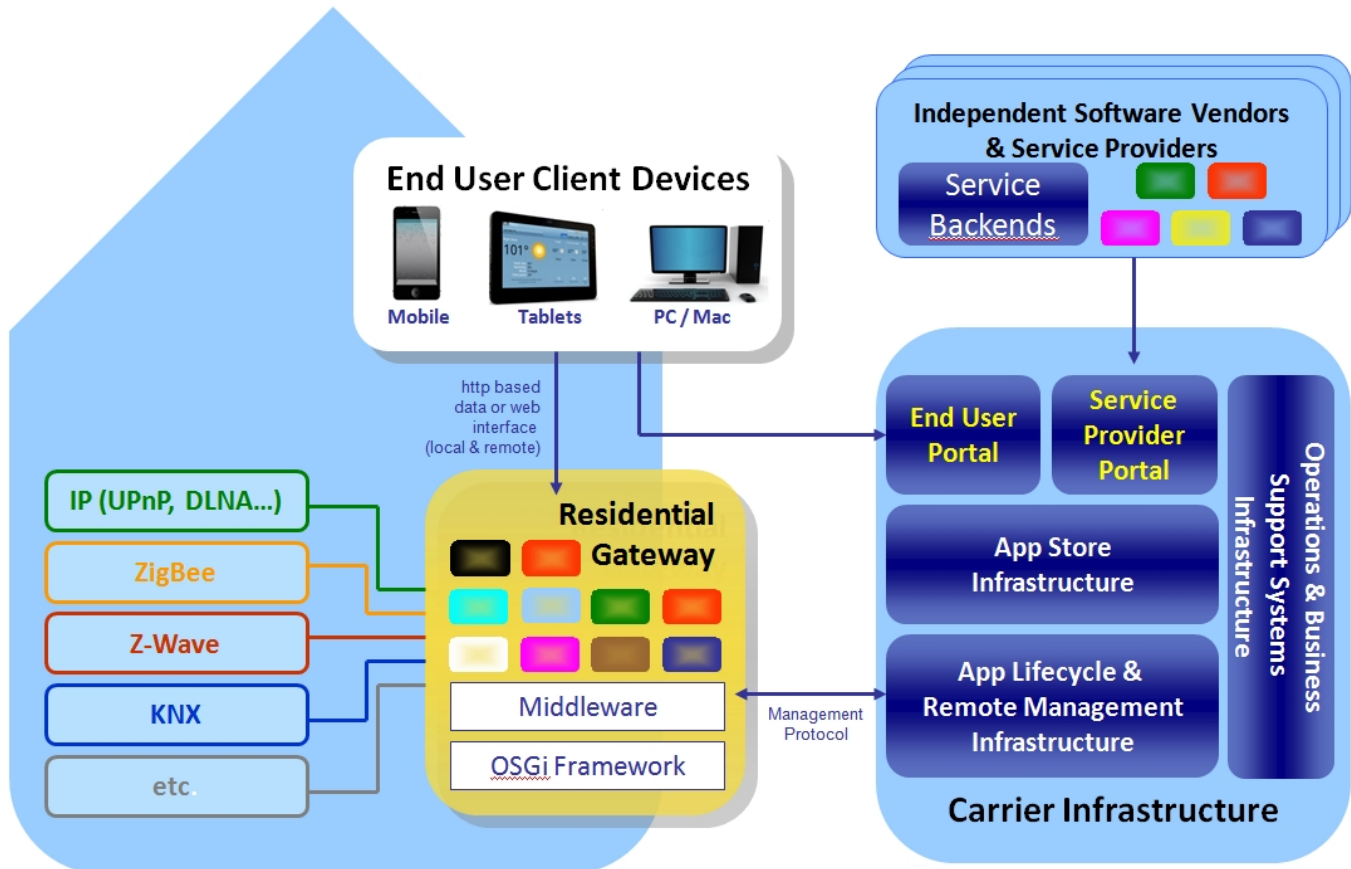 End User Client Devices
101°
Mobile
Tablets
PC / Mac
http based
data or web
interface
(local & remote)
IP (UPnP, DLNA...)
ZigBee
Z-Wave
KNX
etc.
Residential
Gateway
Middleware
OSGi Framework
Management
Protocol
Independent Software Vendors
& Service Providers
Service
Backends
End User
Portal
Service
Provider
Portal
App Store
Infrastructure
App Lifecycle &
Remote Management
Infrastructure
Operations & Business
Support Systems
Infrastructure
Carrier Infrastructure